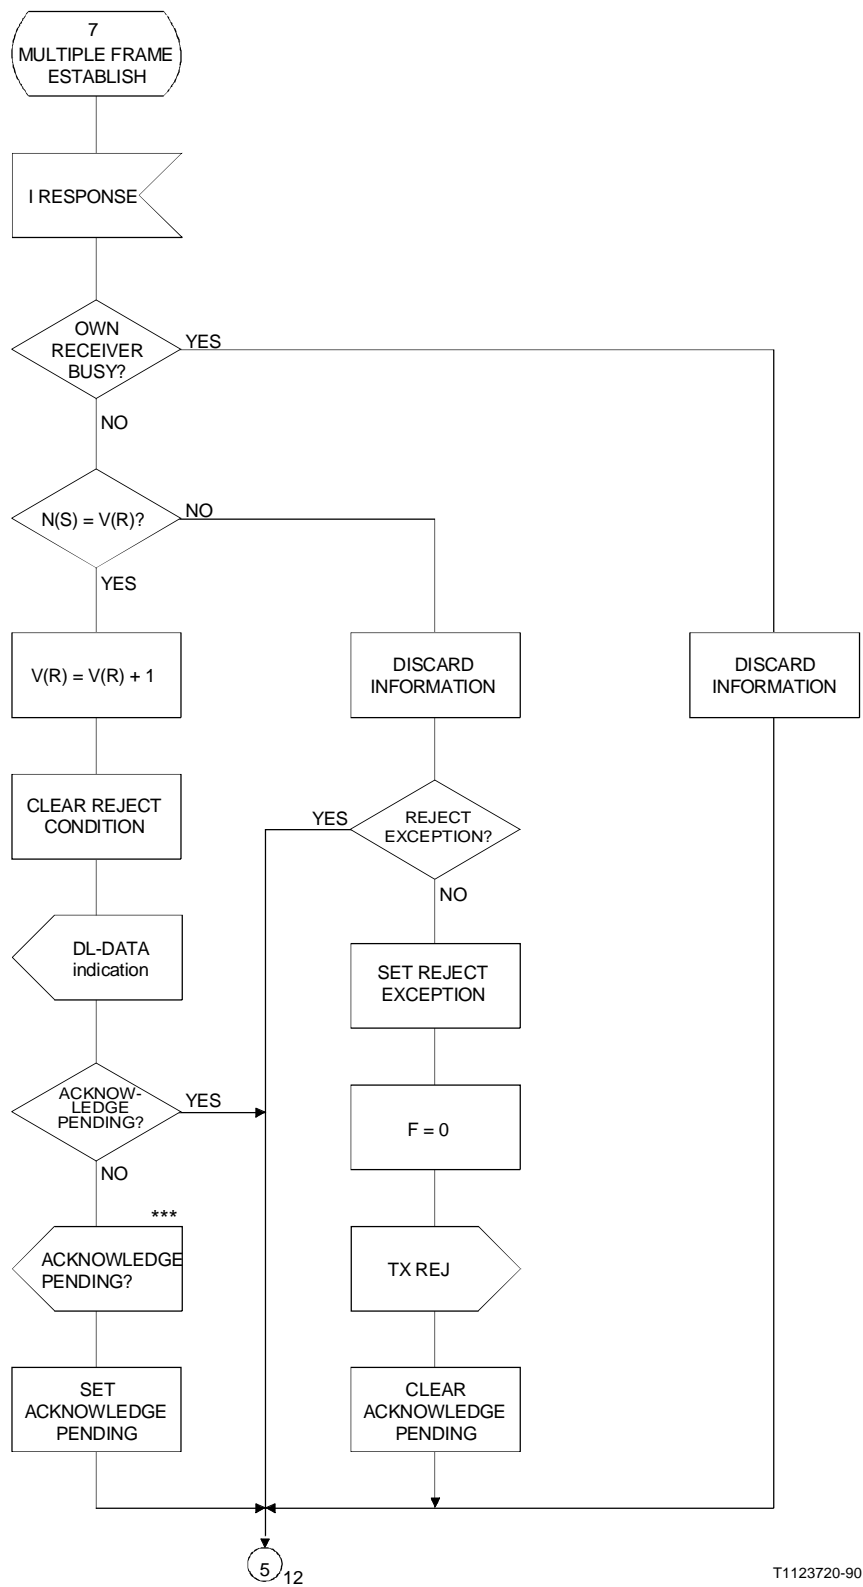 7
MULTIPLE FRAME
ESTABLISH
I RESPONSE
OWN
RECEIVER
BUSY?
YES
NO
N(S) = V(R)?
NO
YES
V(R) = V(R) + 1
DISCARD
INFORMATION
DISCARD
INFORMATION
CLEAR REJECT
CONDITION
YES
REJECT
EXCEPTION?
NO
DL-DATA
indication
SET REJECT
EXCEPTION
ACKNOW-
LEDGE
PENDING?
YES
NO
F = 0
***
ACKNOWLEDGE
PENDING?
TX REJ
SET
ACKNOWLEDGE
PENDING
CLEAR
ACKNOWLEDGE
PENDING
5
12
T1123720-90